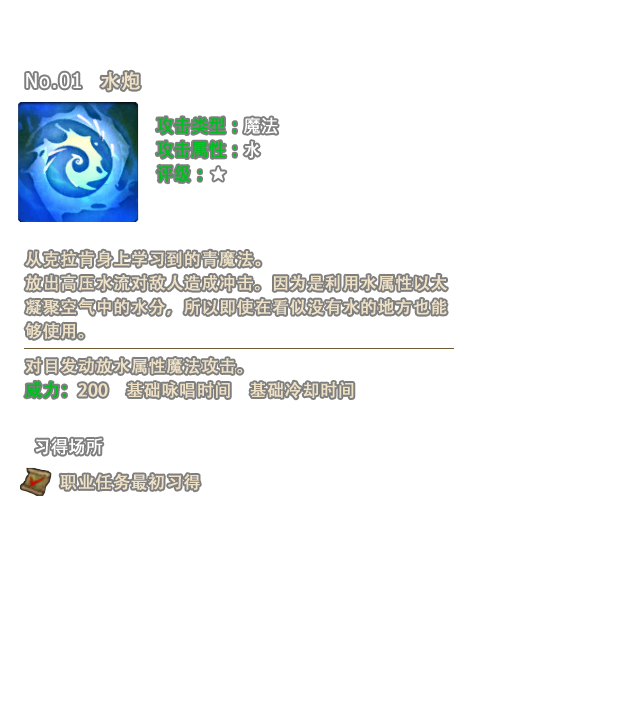 No.01 水炮
攻击类型：魔法
攻击属性：水
评级：★
从克拉肯身上学习到的青魔法。
放出高压水流对敌人造成冲击。因为是利用水属性以太
凝聚空气中的水分，所以即使在看似没有水的地方也能
够使用。
对目发动放水属性魔法攻击。
威力：200 基础咏唱时间 基础冷却时间
习得场所
职业任务最初习得